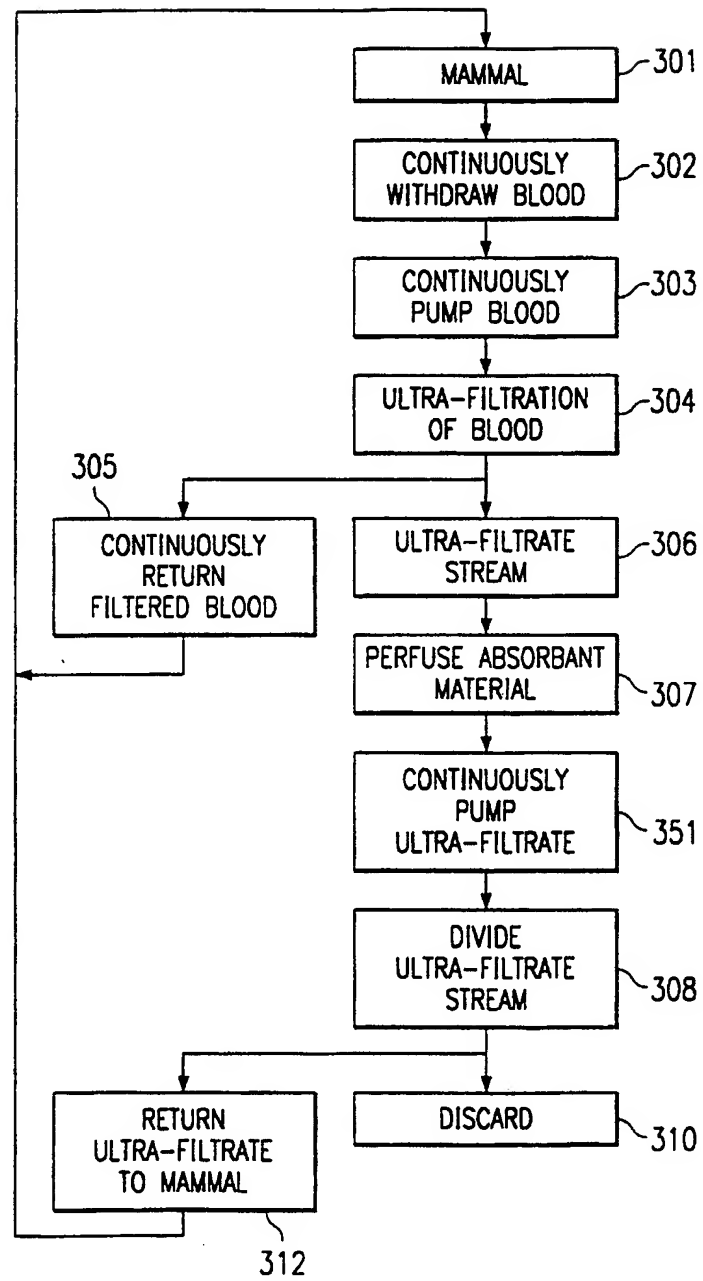 MAMMAL
301
CONTINUOUSLY
WITHDRAW BLOOD
302
CONTINUOUSLY
PUMP BLOOD
303
ULTRA-FILTRATION
OF BLOOD
304
305
CONTINUOUSLY
RETURN
FILTERED BLOOD
ULTRA-FILTRATE
STREAM
306
PERFUSE ABSORBANT
MATERIAL
307
CONTINUOUSLY
PUMP
ULTRA-FILTRATE
351
DIVIDE
ULTRA-FILTRATE
STREAM
308
RETURN
ULTRA-FILTRATE
TO MAMMAL
312
DISCARD
310